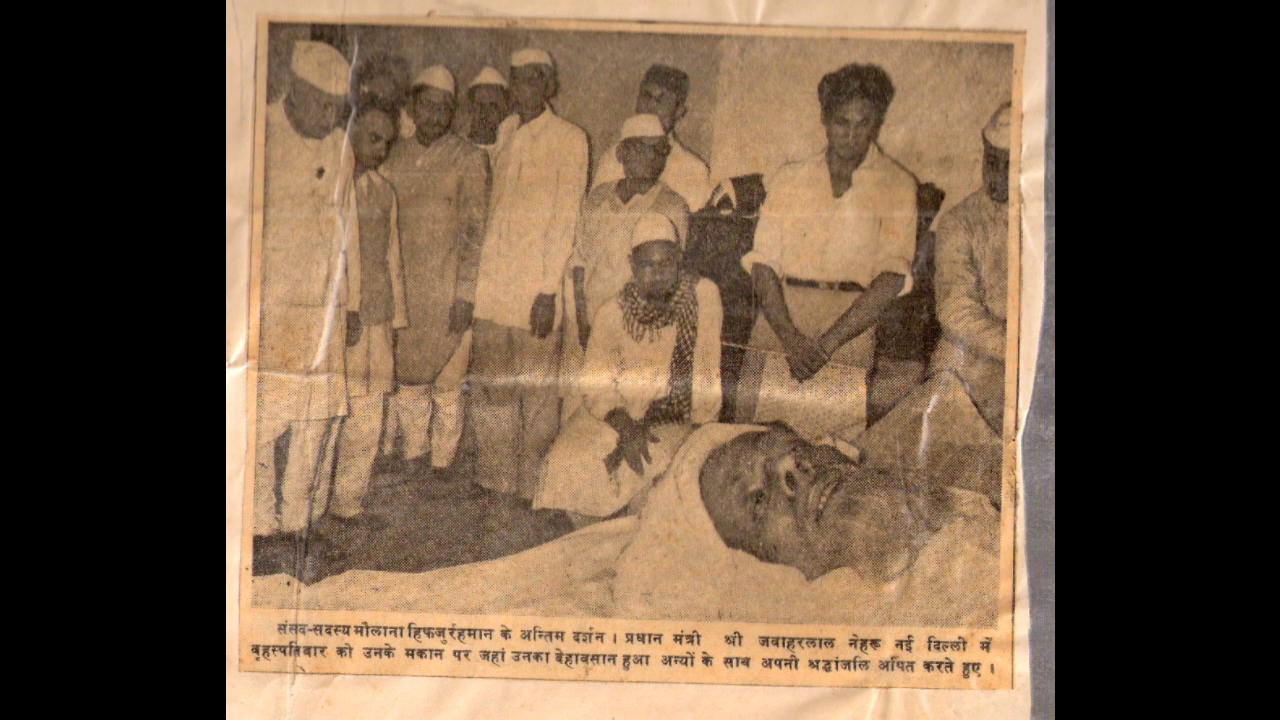 संसद-सदस्य मौलाना हिफजुर्रहमान के अन्तिम दर्शन । प्रधान मंत्री श्री जवाहरलाल नेहरू नई दिल्ली में
बृहस्पतिवार को उनके मकान पर जहां उनका देहावसान हुआ अन्यों के साथ अपनी श्रद्धांजलि अर्पित करते हुए ।